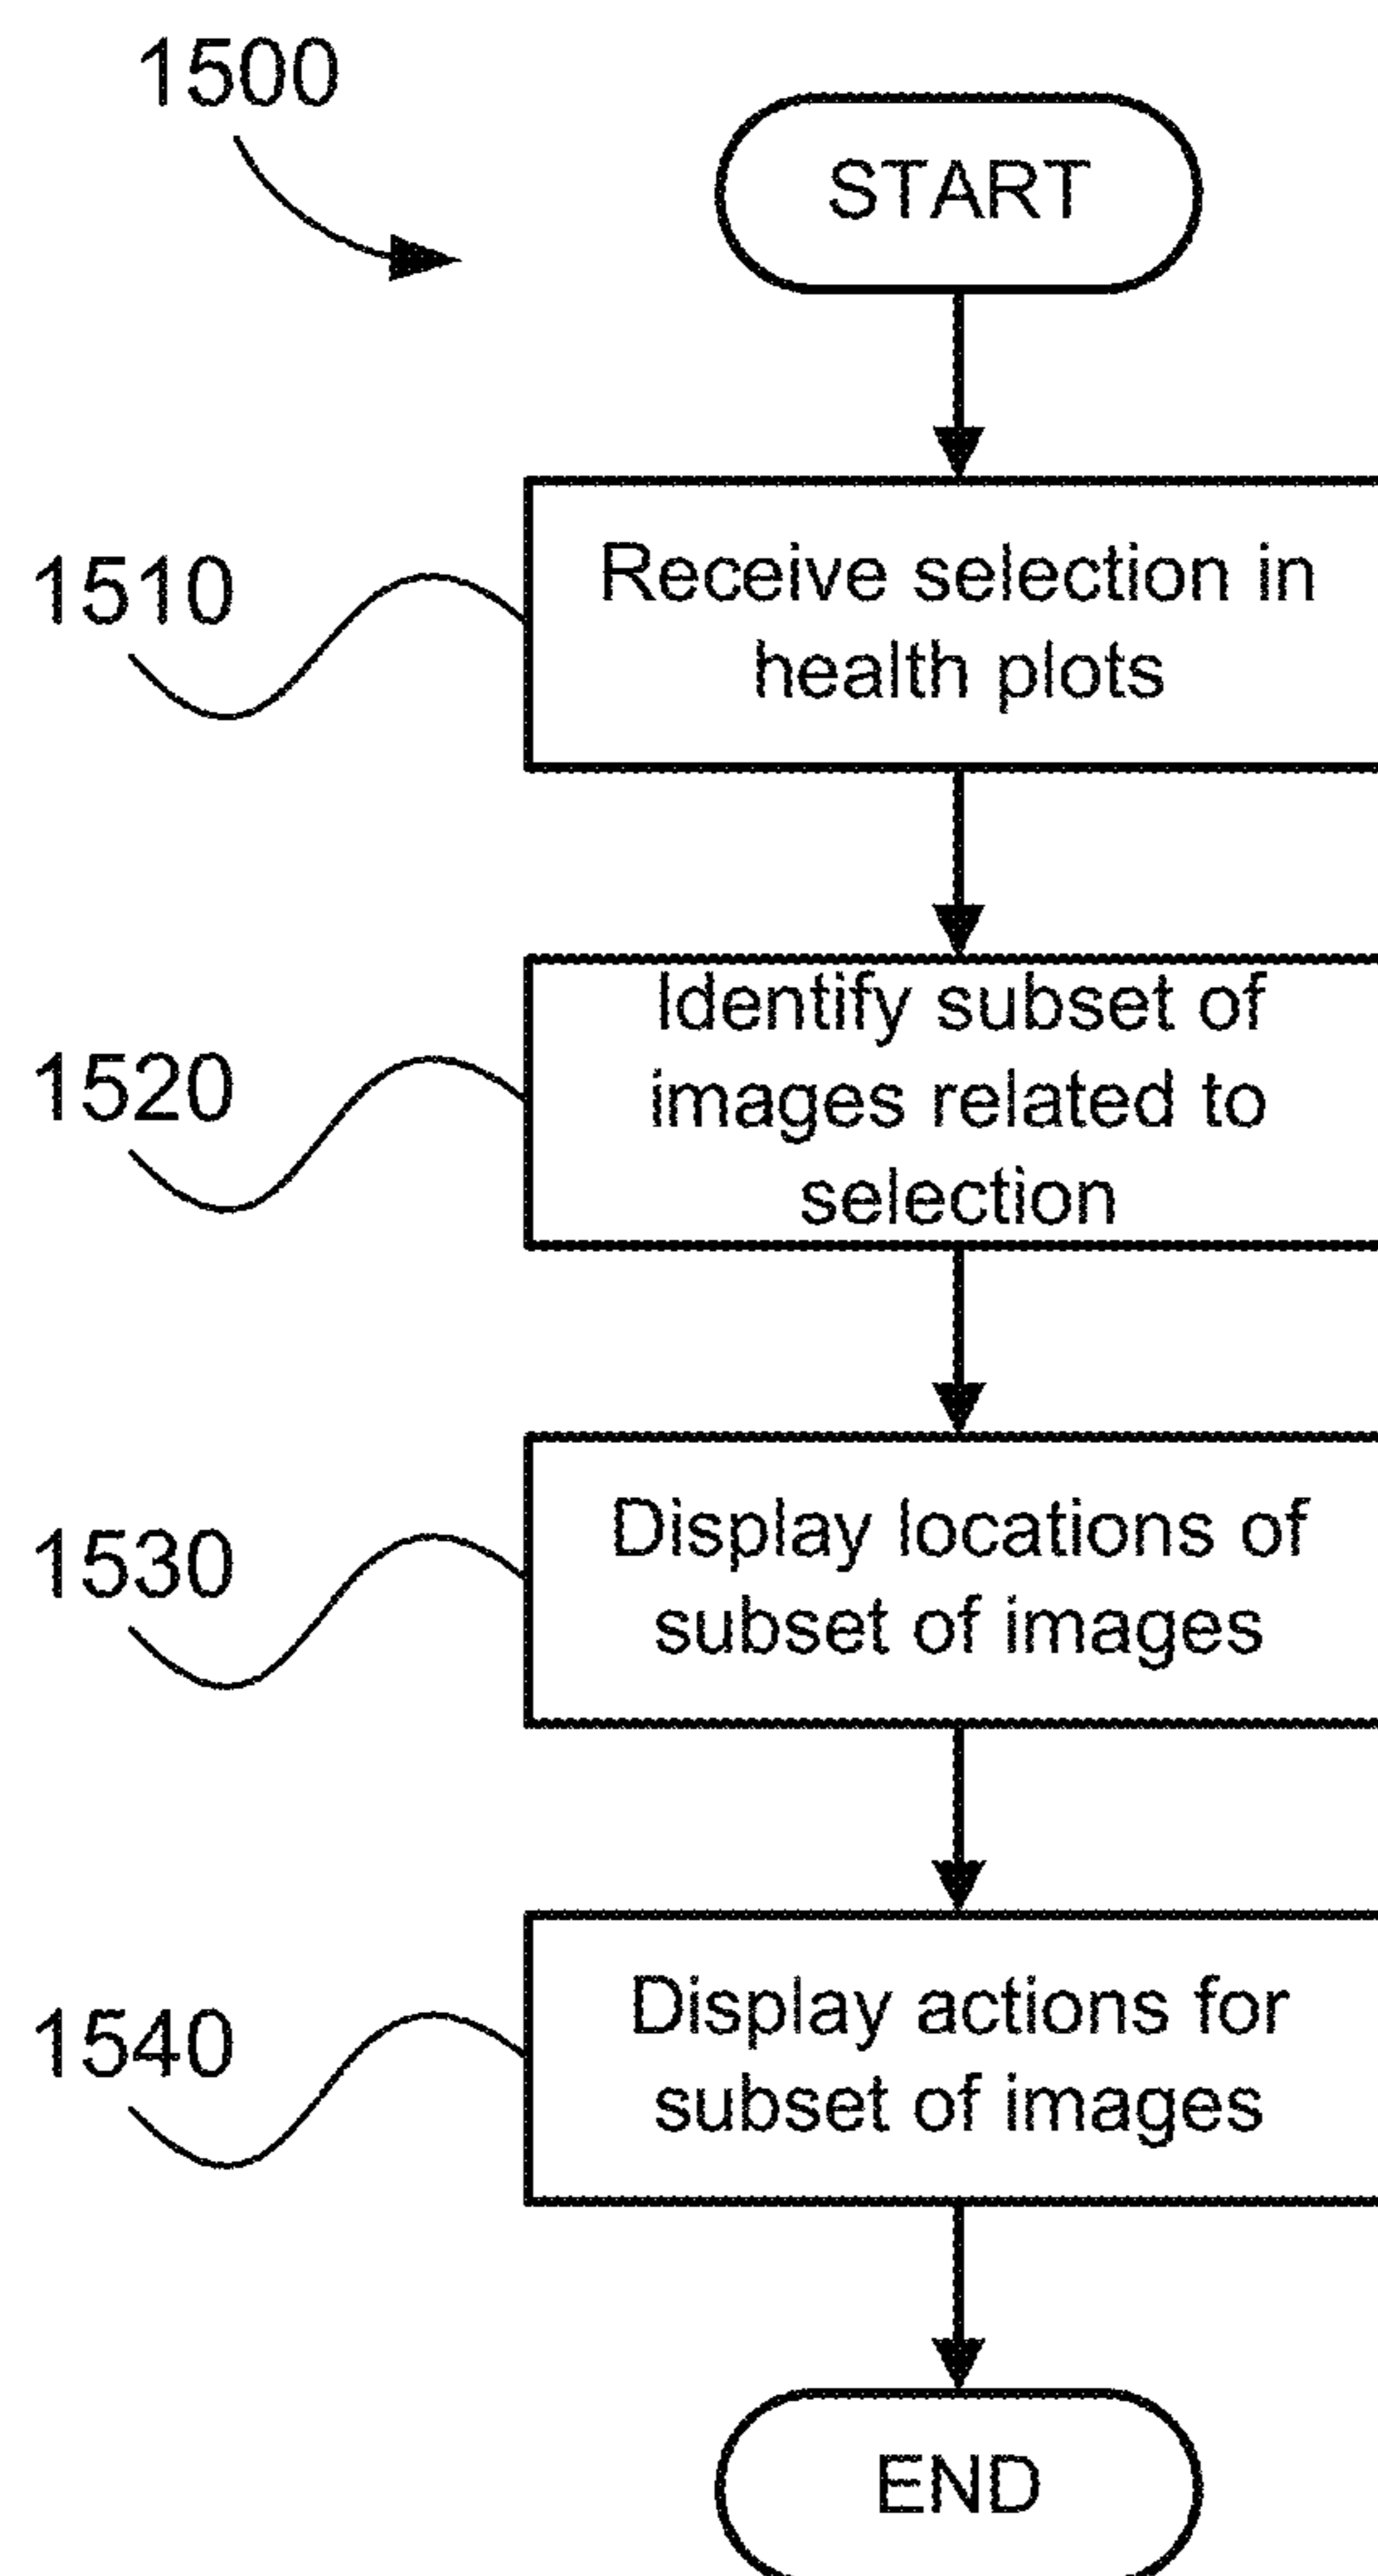 1500
START
1510
Receive selection in
health plots
1520
Identify subset of
images related to
selection
1530
Display locations of
subset of images
1540
Display actions for
subset of images
END